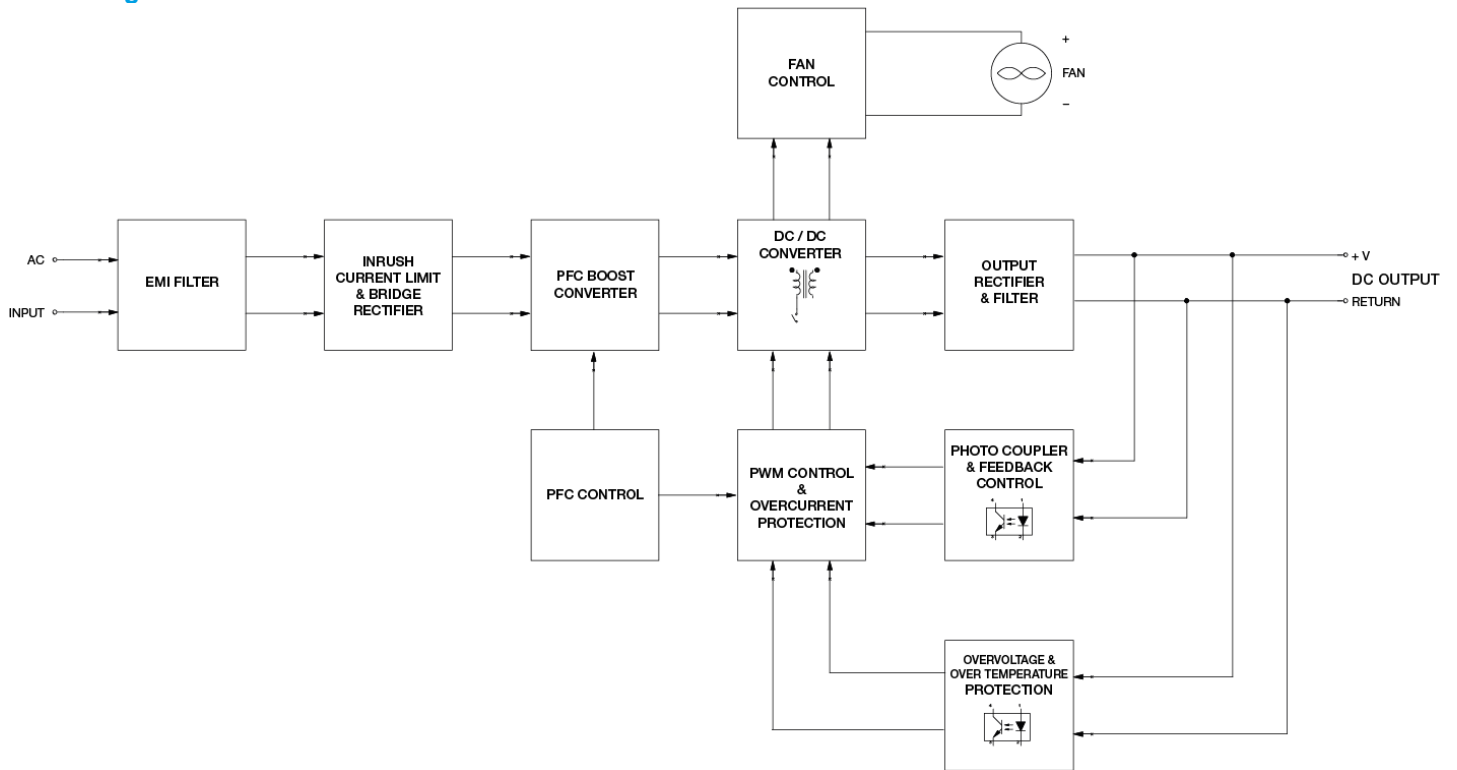 FAN
CONTROL
+
FAN
–
AC
INPUT
EMI FILTER
INRUSH
CURRENT LIMIT
& BRIDGE
RECTIFIER
PFC BOOST
CONVERTER
DC / DC
CONVERTER
OUTPUT
RECTIFIER
& FILTER
+ V
DC OUTPUT
RETURN
PFC CONTROL
PWM CONTROL
&
OVERCURRENT
PROTECTION
PHOTO COUPLER
& FEEDBACK
CONTROL
OVERVOLTAGE &
OVER TEMPERATURE
PROTECTION